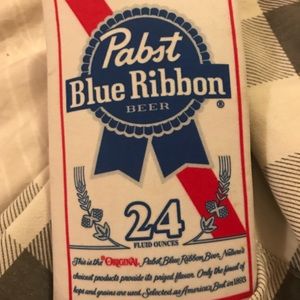 Pabst
Blue Ribbon
BEER
®
24
FLUID OUNCES
This is the ORIGINAL Pabst Blue Ribbon Beer. Nature's
choicest products provide its prized flavor. Only the finest of
hops and grains are used. Selected as America's Best in 1893